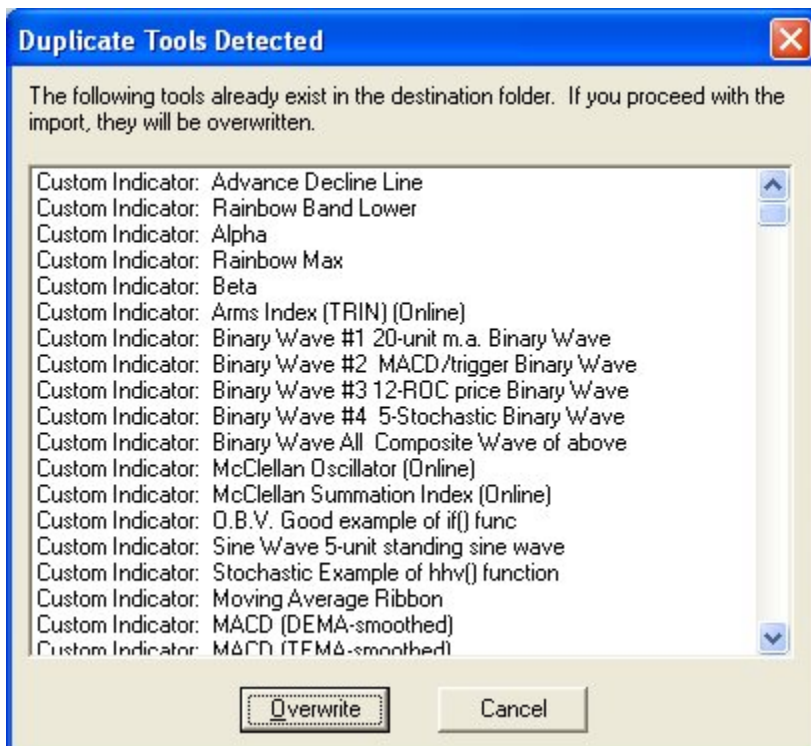 Duplicate Tools Detected
The following tools already exist in the destination folder.  If you proceed with the
import, they will be overwritten.
Custom Indicator:  Advance Decline Line
Custom Indicator:  Rainbow Band Lower
Custom Indicator:  Alpha
Custom Indicator:  Rainbow Max
Custom Indicator:  Beta
Custom Indicator:  Arms Index (TRIN) (Online)
Custom Indicator:  Binary Wave #1 20-unit m.a. Binary Wave
Custom Indicator:  Binary Wave #2  MACD/trigger Binary Wave
Custom Indicator:  Binary Wave #3 12-ROC price Binary Wave
Custom Indicator:  Binary Wave #4  5-Stochastic Binary Wave
Custom Indicator:  Binary Wave All  Composite Wave of above
Custom Indicator:  McClellan Oscillator (Online)
Custom Indicator:  McClellan Summation Index (Online)
Custom Indicator:  O.B.V. Good example of if() func
Custom Indicator:  Sine Wave 5-unit standing sine wave
Custom Indicator:  Stochastic Example of hhv() function
Custom Indicator:  Moving Average Ribbon
Custom Indicator:  MACD (DEMA-smoothed)
Custom Indicator:  MACD (TEMA-smoothed)
Overwrite
Cancel